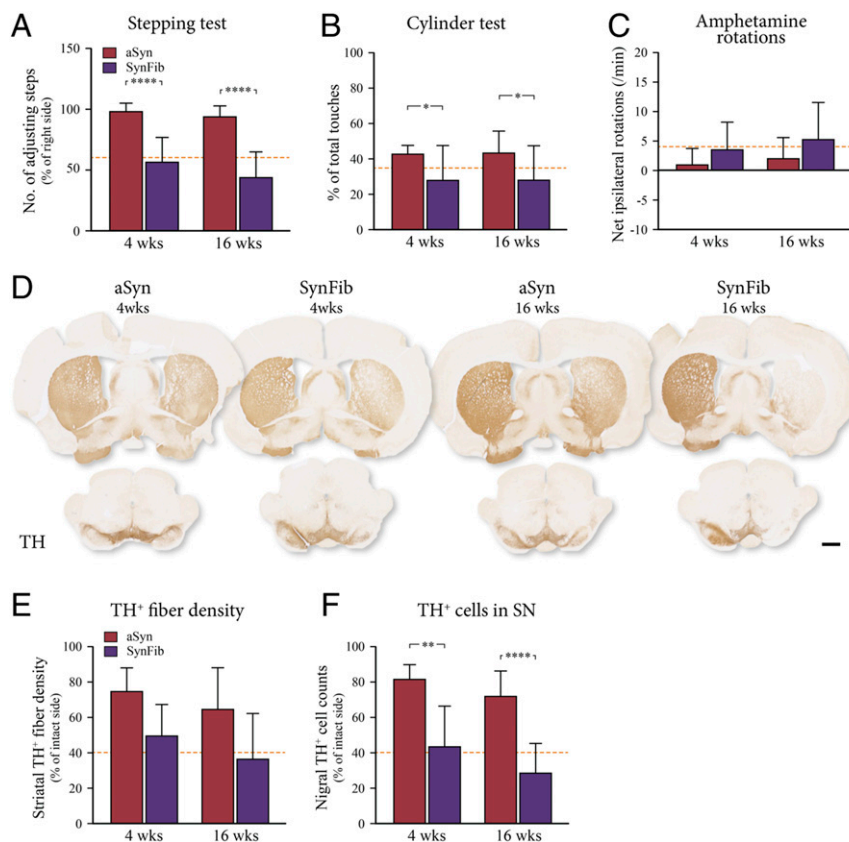 A
Stepping test
No. of adjusting steps
(% of right side)
150
100
50
0
aSyn
SynFib
****
****
4 wks
16 wks
B
Cylinder test
% of total touches
100
80
60
40
20
0
*
*
4 wks
16 wks
C
Amphetamine
rotations
Net ipsilateral rotations (/min)
20
15
10
5
0
-5
-10
4 wks
16 wks
D
aSyn
4wks
SynFib
4wks
aSyn
16 wks
SynFib
16 wks
TH
E
TH⁺ fiber density
Striatal TH⁺ fiber density
(% of intact side)
100
80
60
40
20
0
aSyn
SynFib
4 wks
16 wks
F
TH⁺ cells in SN
Nigral TH⁺ cell counts
(% of intact side)
100
80
60
40
20
0
**
****
4 wks
16 wks